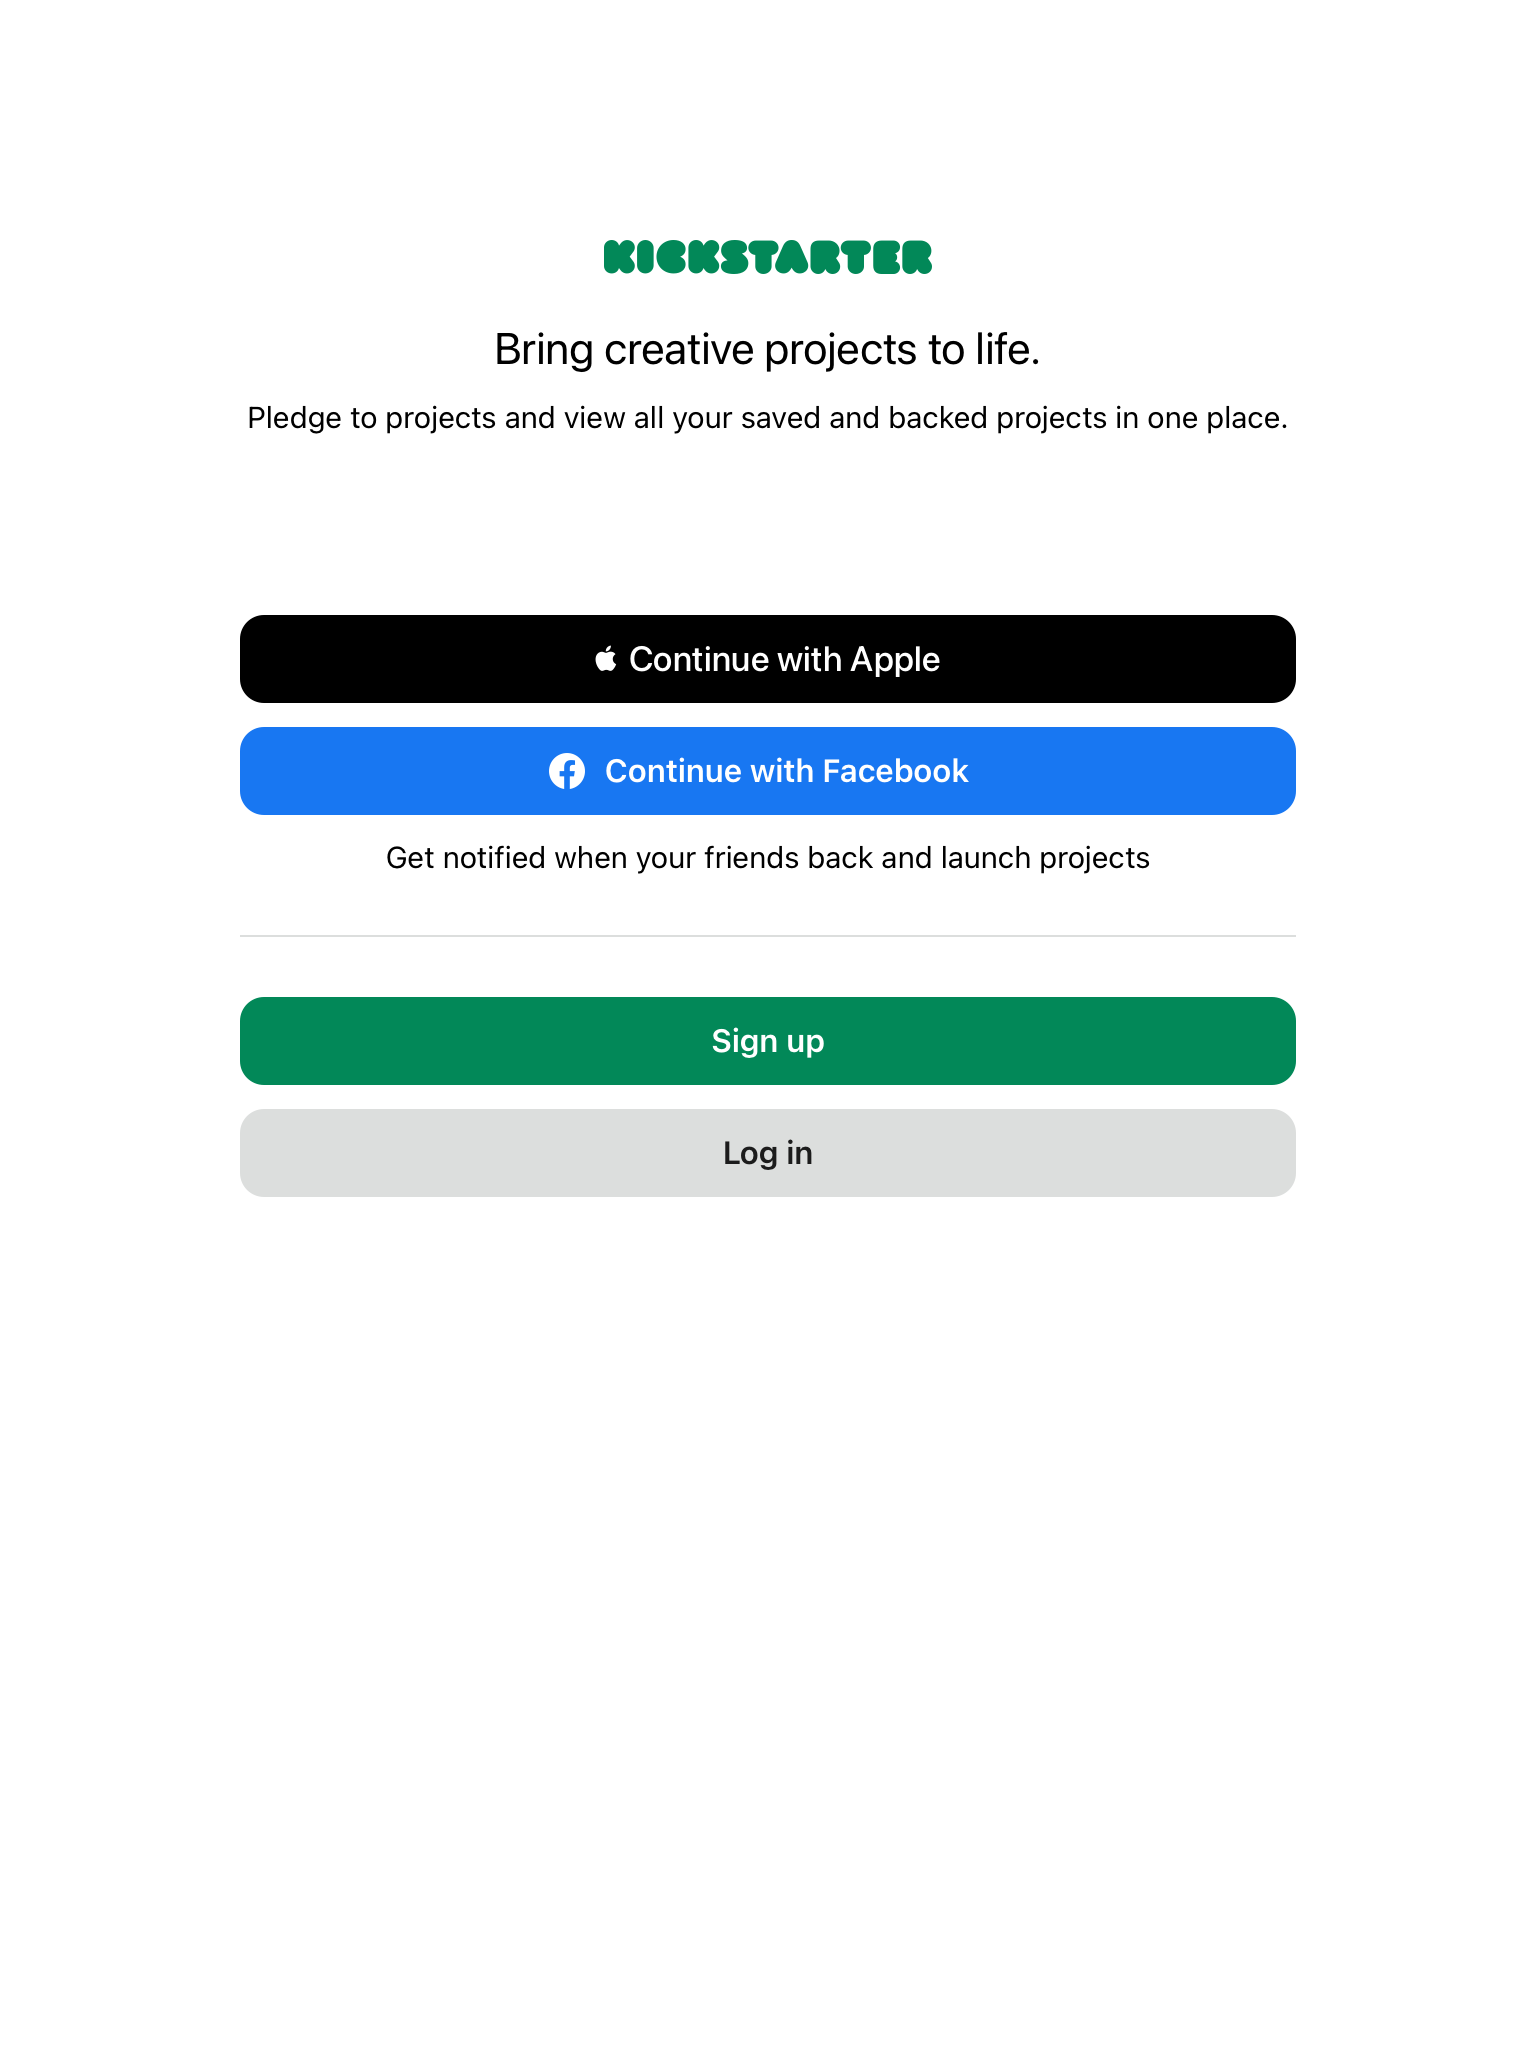 KICKSTARTER
Bring creative projects to life.
Pledge to projects and view all your saved and backed projects in one place.
Continue with Apple
Continue with Facebook
Get notified when your friends back and launch projects
Sign up
Log in